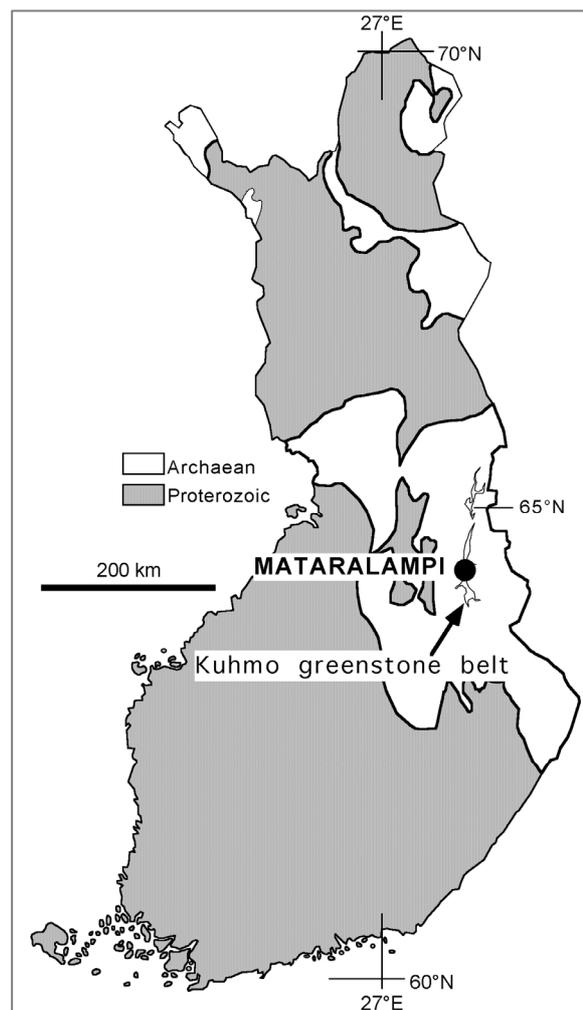 27°E
70°N
Archaean
Proterozoic
65°N
MATARALAMPI
200 km
Kuhmo greenstone belt
60°N
27°E